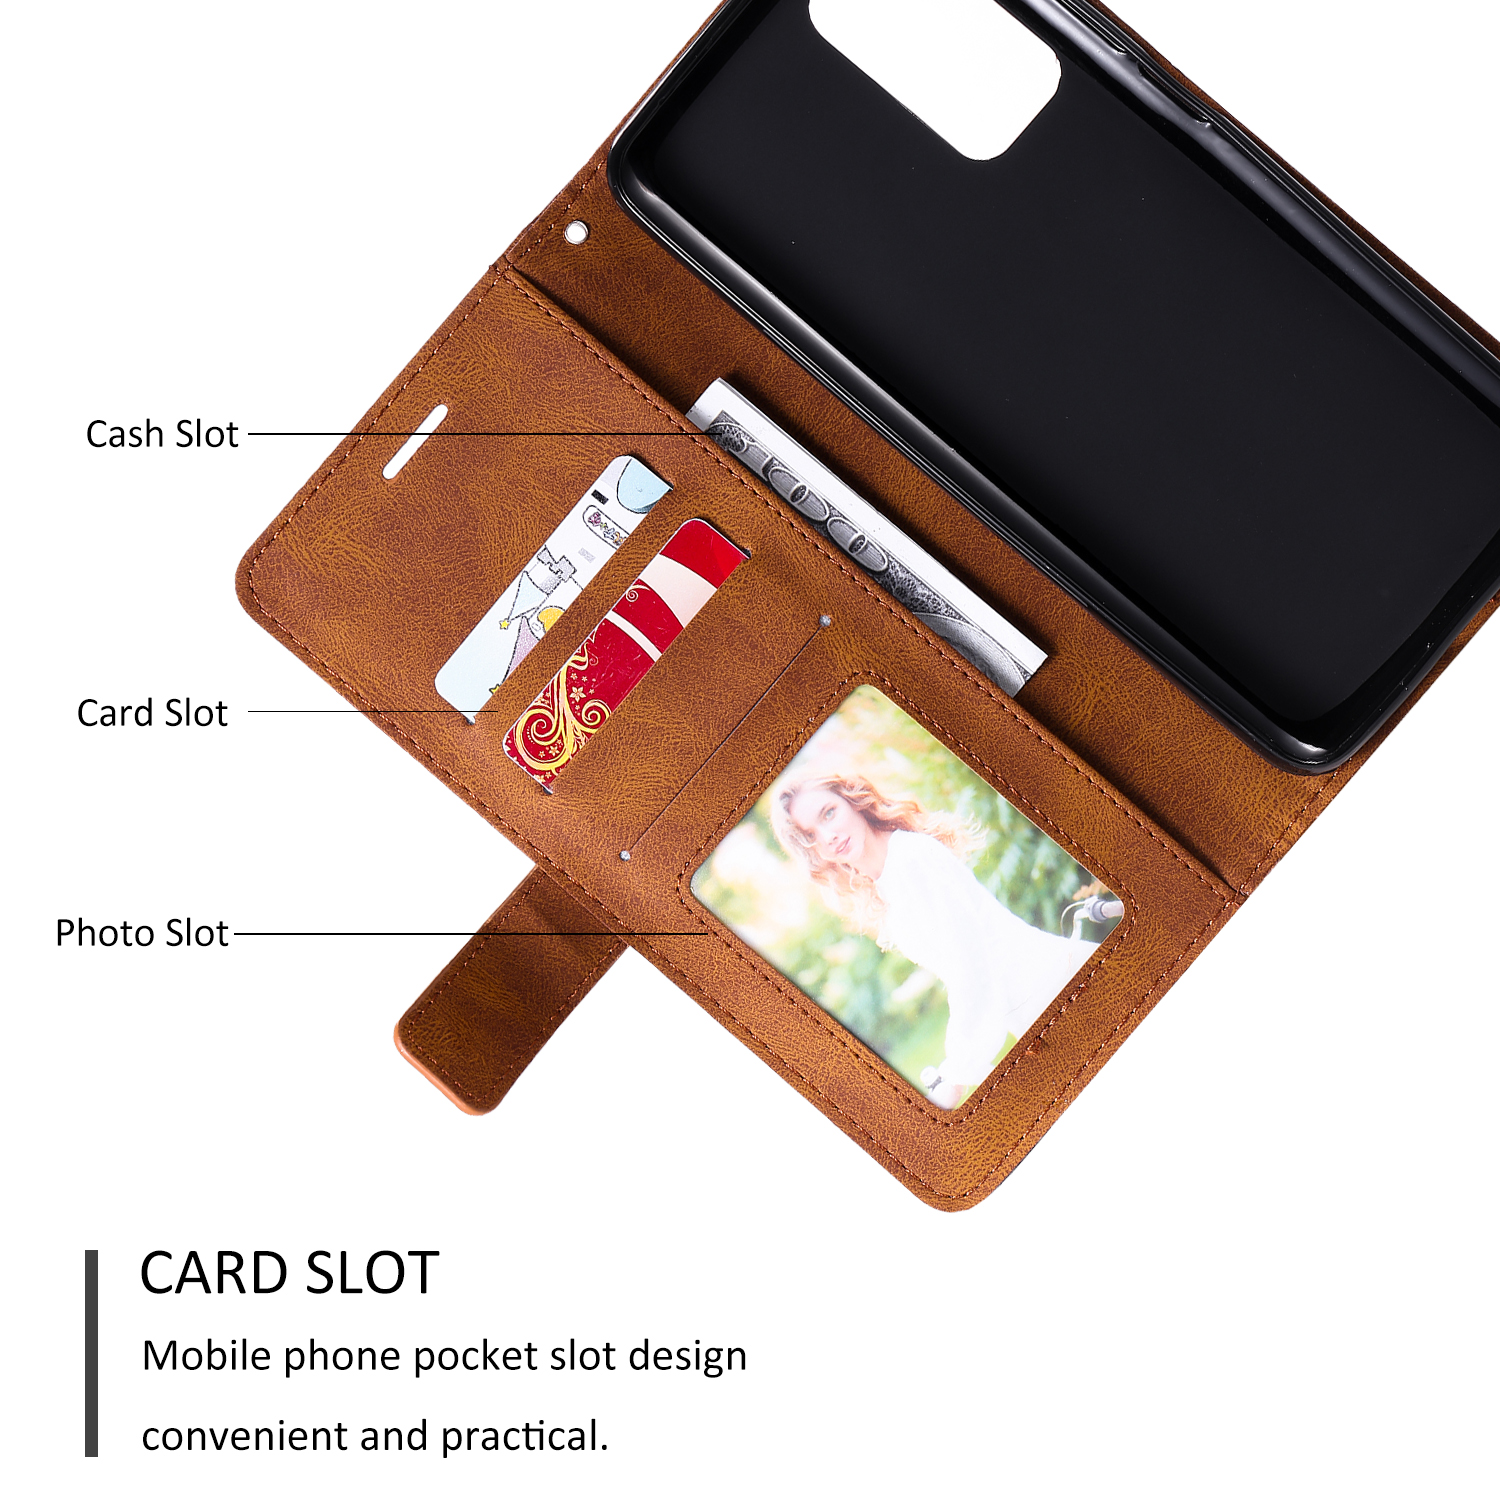 Cash Slot
Card Slot
Photo Slot
CARD SLOT
Mobile phone pocket slot design
convenient and practical.